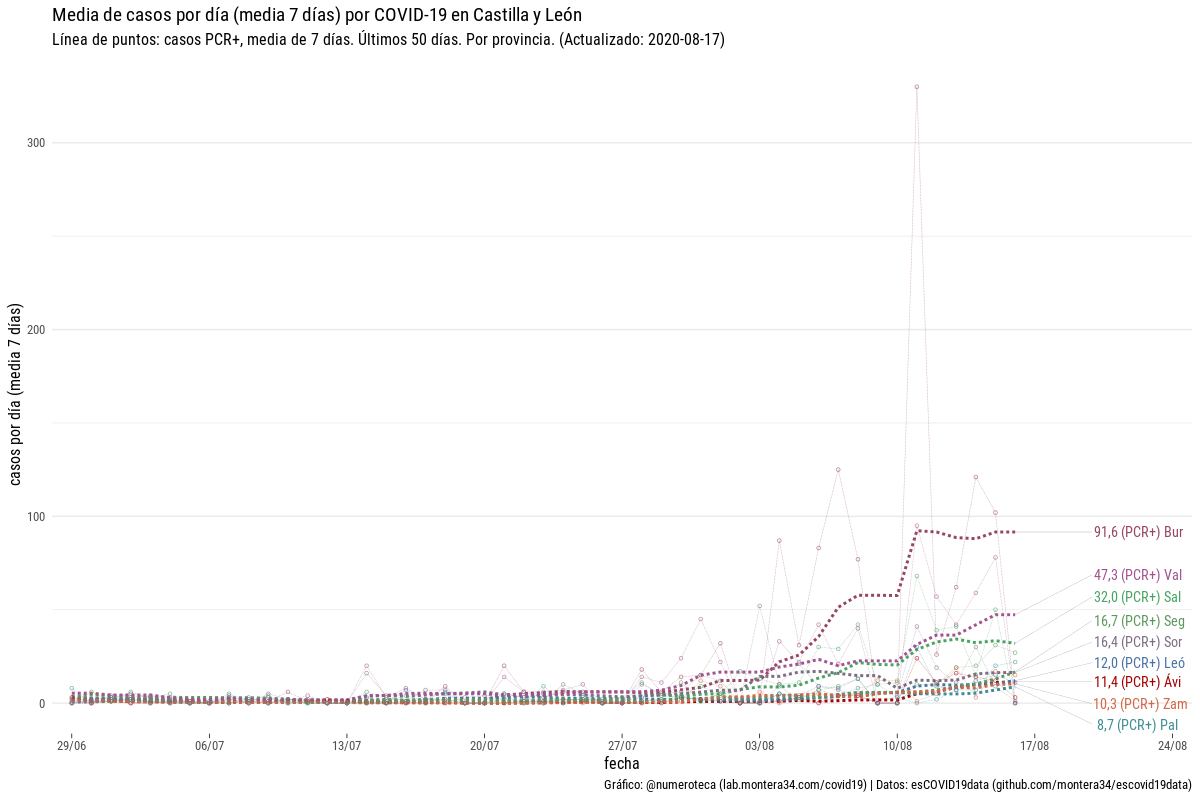 Media de casos por día (media 7 días) por COVID-19 en Castilla y León
Línea de puntos: casos PCR+, media de 7 días. Últimos 50 días. Por provincia. (Actualizado: 2020-08-17)
casos por día (media 7 días)
300
200
100
0
91,6 (PCR+) Bur
47,3 (PCR+) Val
32,0 (PCR+) Sal
16,7 (PCR+) Seg
16,4 (PCR+) Sor
12,0 (PCR+) Leó
11,4 (PCR+) Ávi
10,3 (PCR+) Zam
8,7 (PCR+) Pal
29/06 06/07 13/07 20/07 27/07 03/08 10/08 17/08 24/08
fecha
Gráfico: @numeroteca (lab.montera34.com/covid19) | Datos: esCOVID19data (github.com/montera34/escovid19data)